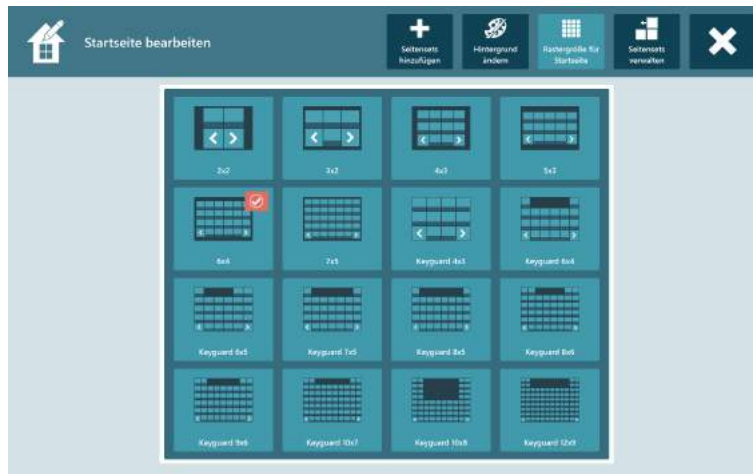 Startseite bearbeiten
Seitensets
hinzufügen
Hintergrund
ändern
Rastergröße für
Startseite
Seitensets
verwalten
2x2
3x2
4x3
5x3
6x4
7x5
Keyguard 4x3
Keyguard 6x4
Keyguard 6x5
Keyguard 7x5
Keyguard 8x5
Keyguard 8x6
Keyguard 9x6
Keyguard 10x7
Keyguard 10x8
Keyguard 12x9